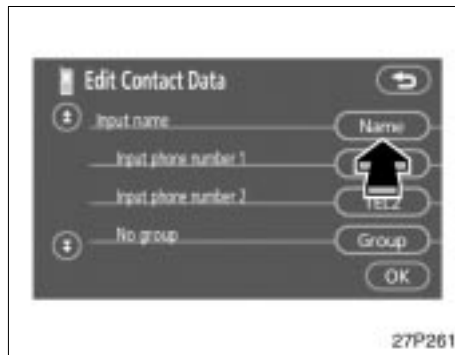 Edit Contact Data
Input name
Name
Input phone number 1
Input phone number 2
TEL2
No group
Group
OK
27P261